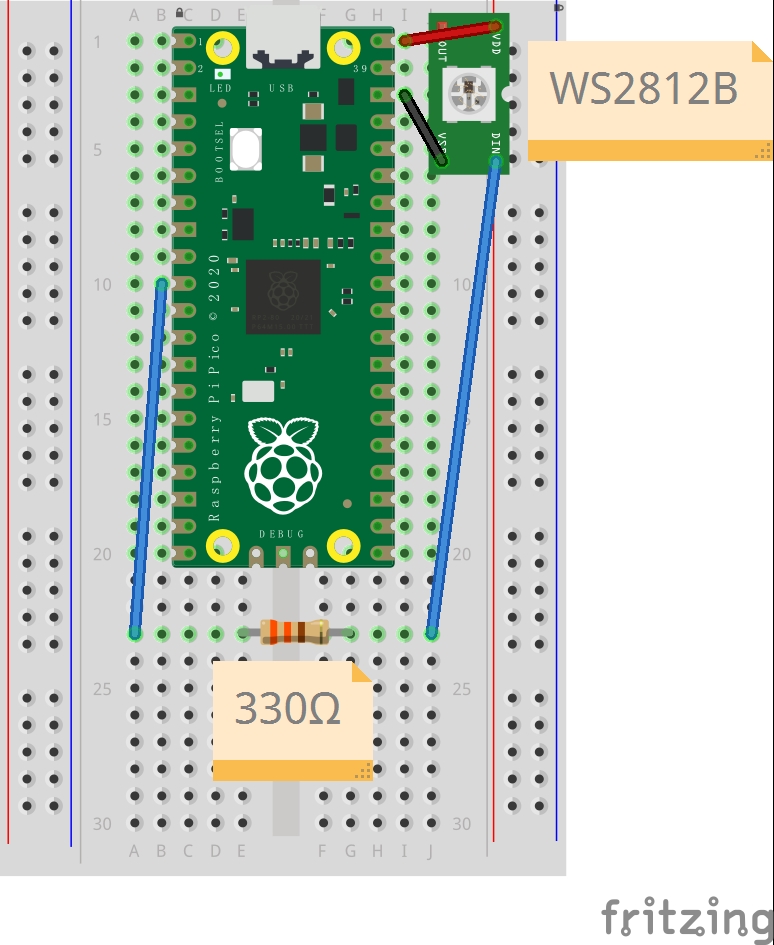 A B C D E F G H I J
1
1
2
39
LED
USB
BOOTSEL
OUT
VDD
VSS
DIN
WS2812B
5
10
10
Raspberry Pi Pico © 2020
15
20
20
DEBUG
25
25
330Ω
30
30
A B C D E F G H I J
fritzing